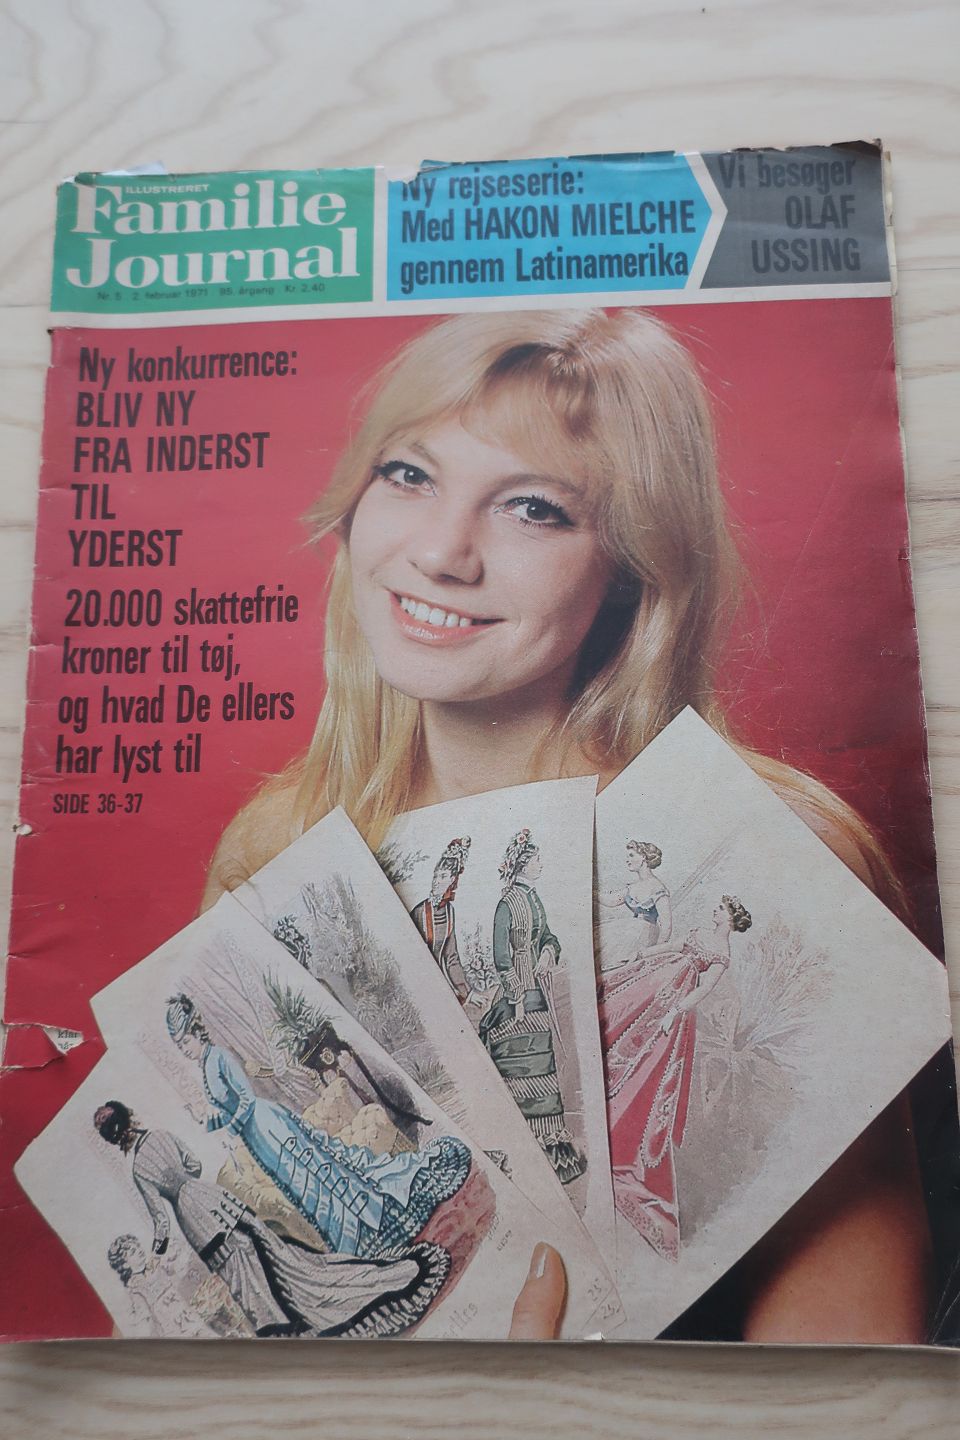 ILLUSTRERET
Familie
Journal
Nr. 5 . 2. februar 1971 . 95. årgang Kr. 2.40
Ny rejseserie:
Med HAKON MIELCHE
gennem Latinamerika
Vi besøger
OLAF
USSING
Ny konkurrence:
BLIV NY
FRA INDERST
TIL
YDERST
20.000 skattefrie
kroner til tøj,
og hvad De ellers
har lyst til
SIDE 36-37
klar